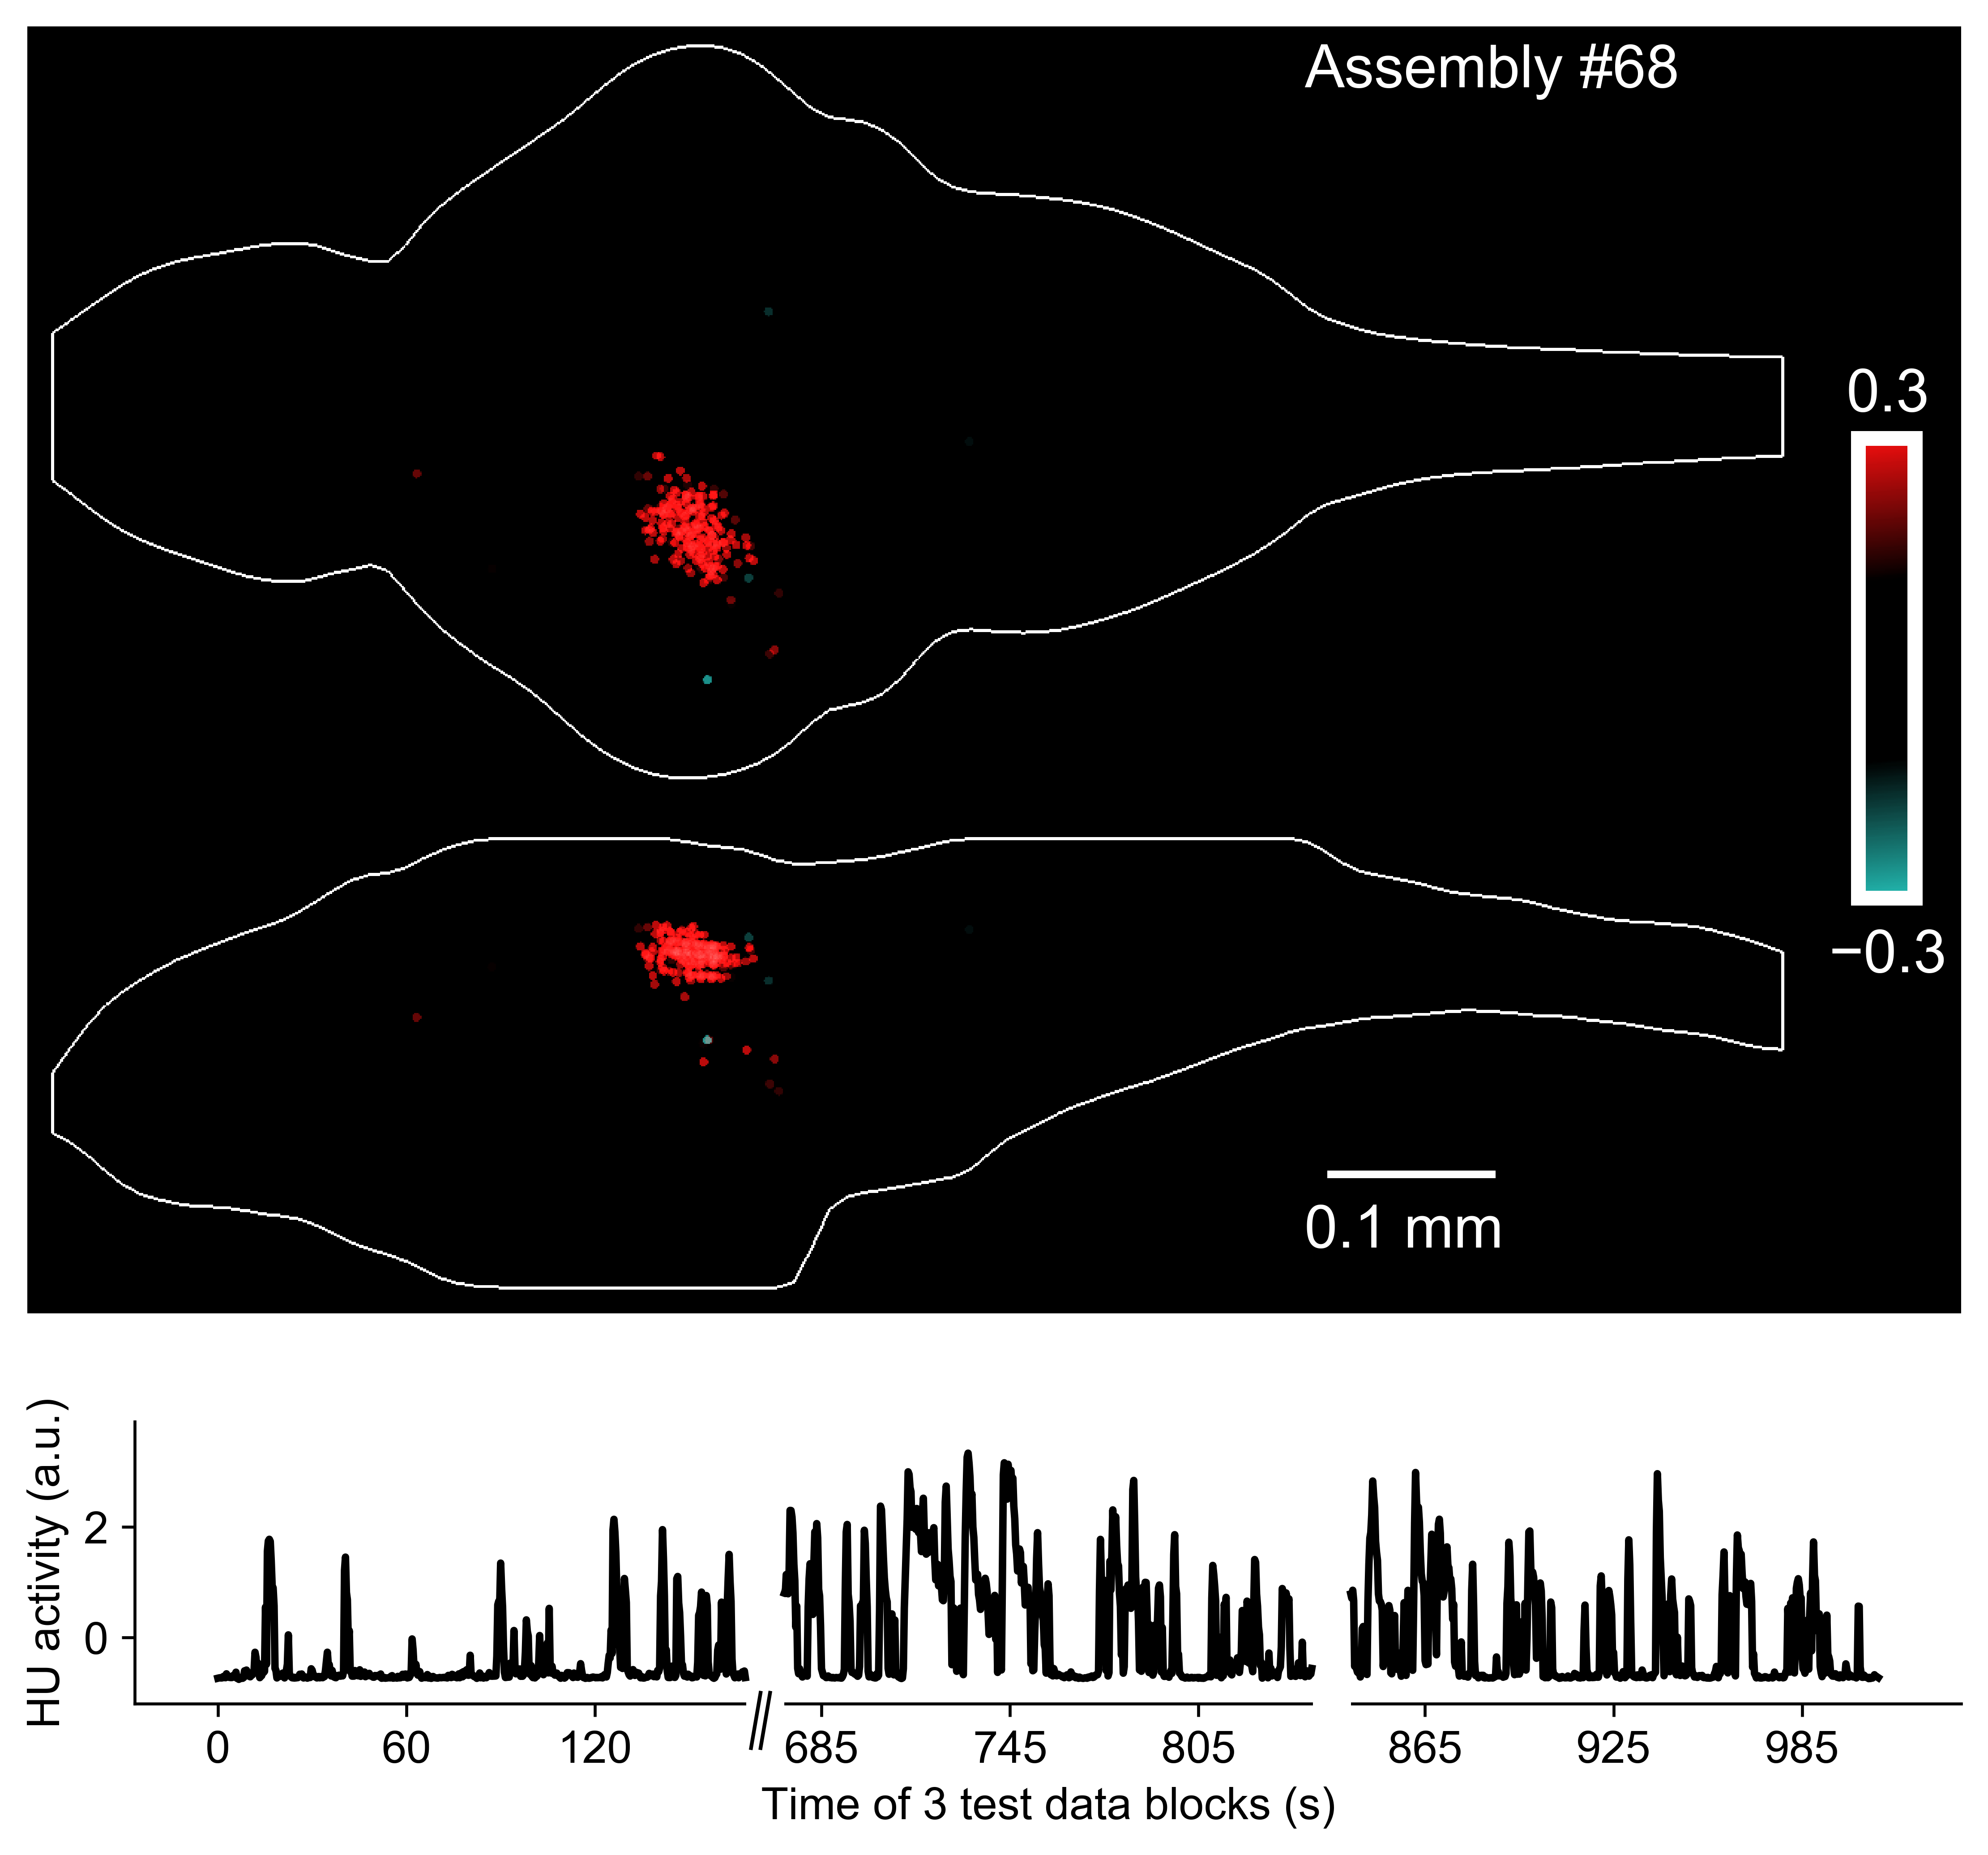 Assembly #68
0.3
−0.3
0.1 mm
HU activity (a.u.)
2
0
0 60 120 685 745 805 865 925 985
Time of 3 test data blocks (s)